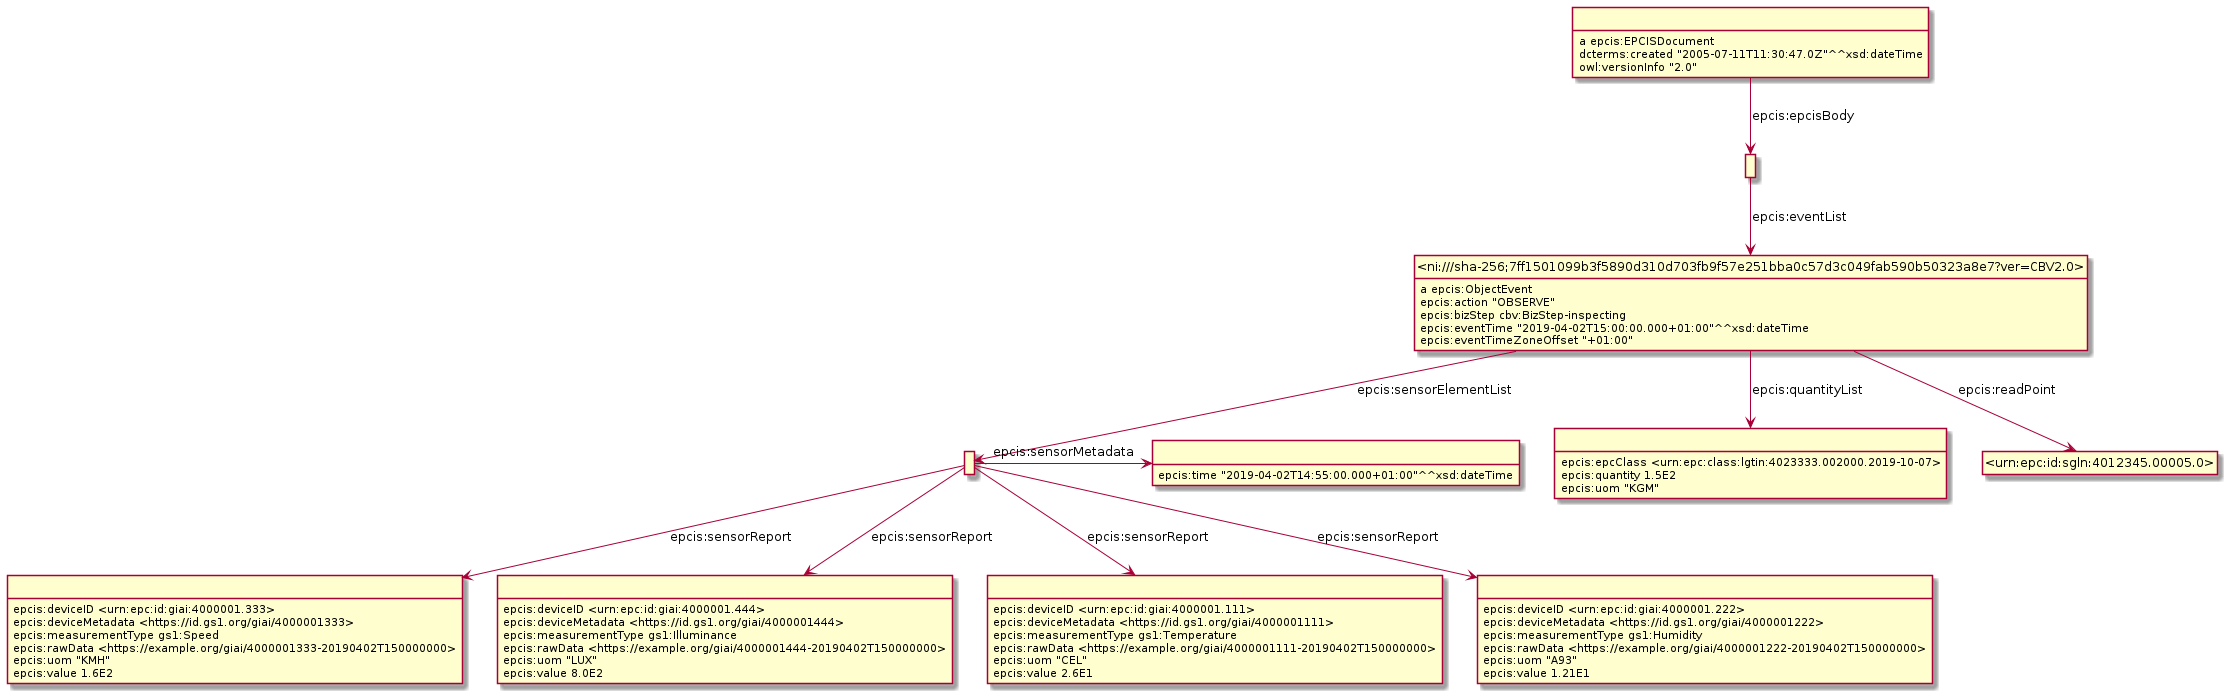 a epcis:EPCISDocument
dcterms:created "2005-07-11T11:30:47.0Z"^^xsd:dateTime
owl:versionInfo "2.0"
epcis:epcisBody
epcis:eventList
<ni:///sha-256;7ff1501099b3f5890d310d703fb9f57e251bba0c57d3c049fab590b50323a8e7?ver=CBV2.0>
a epcis:ObjectEvent
epcis:action "OBSERVE"
epcis:bizStep cbv:BizStep-inspecting
epcis:eventTime "2019-04-02T15:00:00.000+01:00"^^xsd:dateTime
epcis:eventTimeZoneOffset "+01:00"
epcis:sensorElementList
epcis:quantityList
epcis:readPoint
epcis:sensorMetadata
epcis:time "2019-04-02T14:55:00.000+01:00"^^xsd:dateTime
epcis:epcClass <urn:epc:class:lgtin:4023333.002000.2019-10-07>
epcis:quantity 1.5E2
epcis:uom "KGM"
<urn:epc:id:sgln:4012345.00005.0>
epcis:sensorReport
epcis:sensorReport
epcis:sensorReport
epcis:sensorReport
epcis:deviceID <urn:epc:id:giai:4000001.333>
epcis:deviceMetadata <https://id.gs1.org/giai/4000001333>
epcis:measurementType gs1:Speed
epcis:rawData <https://example.org/giai/4000001333-20190402T150000000>
epcis:uom "KMH"
epcis:value 1.6E2
epcis:deviceID <urn:epc:id:giai:4000001.444>
epcis:deviceMetadata <https://id.gs1.org/giai/4000001444>
epcis:measurementType gs1:Illuminance
epcis:rawData <https://example.org/giai/4000001444-20190402T150000000>
epcis:uom "LUX"
epcis:value 8.0E2
epcis:deviceID <urn:epc:id:giai:4000001.111>
epcis:deviceMetadata <https://id.gs1.org/giai/4000001111>
epcis:measurementType gs1:Temperature
epcis:rawData <https://example.org/giai/4000001111-20190402T150000000>
epcis:uom "CEL"
epcis:value 2.6E1
epcis:deviceID <urn:epc:id:giai:4000001.222>
epcis:deviceMetadata <https://id.gs1.org/giai/4000001222>
epcis:measurementType gs1:Humidity
epcis:rawData <https://example.org/giai/4000001222-20190402T150000000>
epcis:uom "A93"
epcis:value 1.21E1